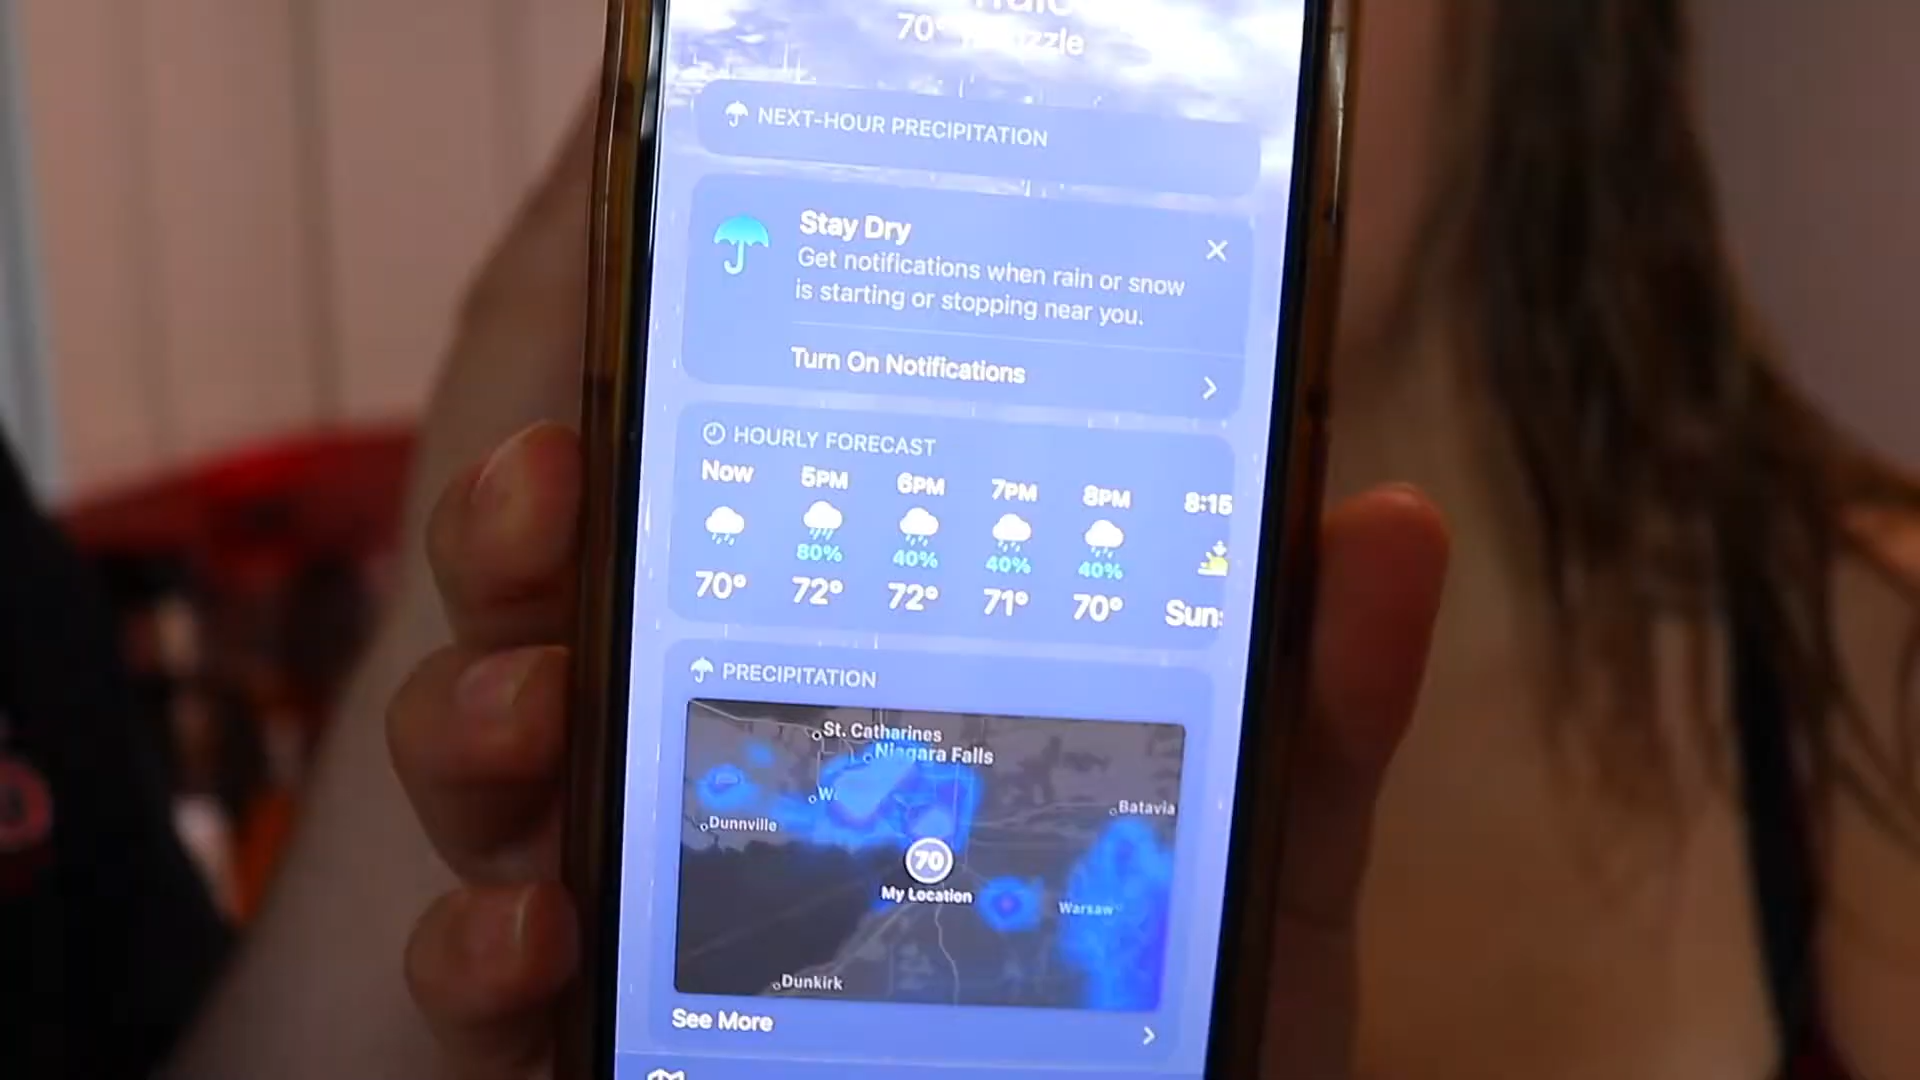 70°
NEXT-HOUR PRECIPITATION
Stay Dry
Get notifications when rain or snow
is starting or stopping near you.
Turn On Notifications
HOURLY FORECAST
Now 5PM 6PM 7PM 8PM 8:15
80% 40% 40% 40%
70° 72° 72° 71° 70° Sun
PRECIPITATION
St. Catharines
Niagara Falls
Batavia
Dunnville
70
My Location
Warsaw
Dunkirk
See More